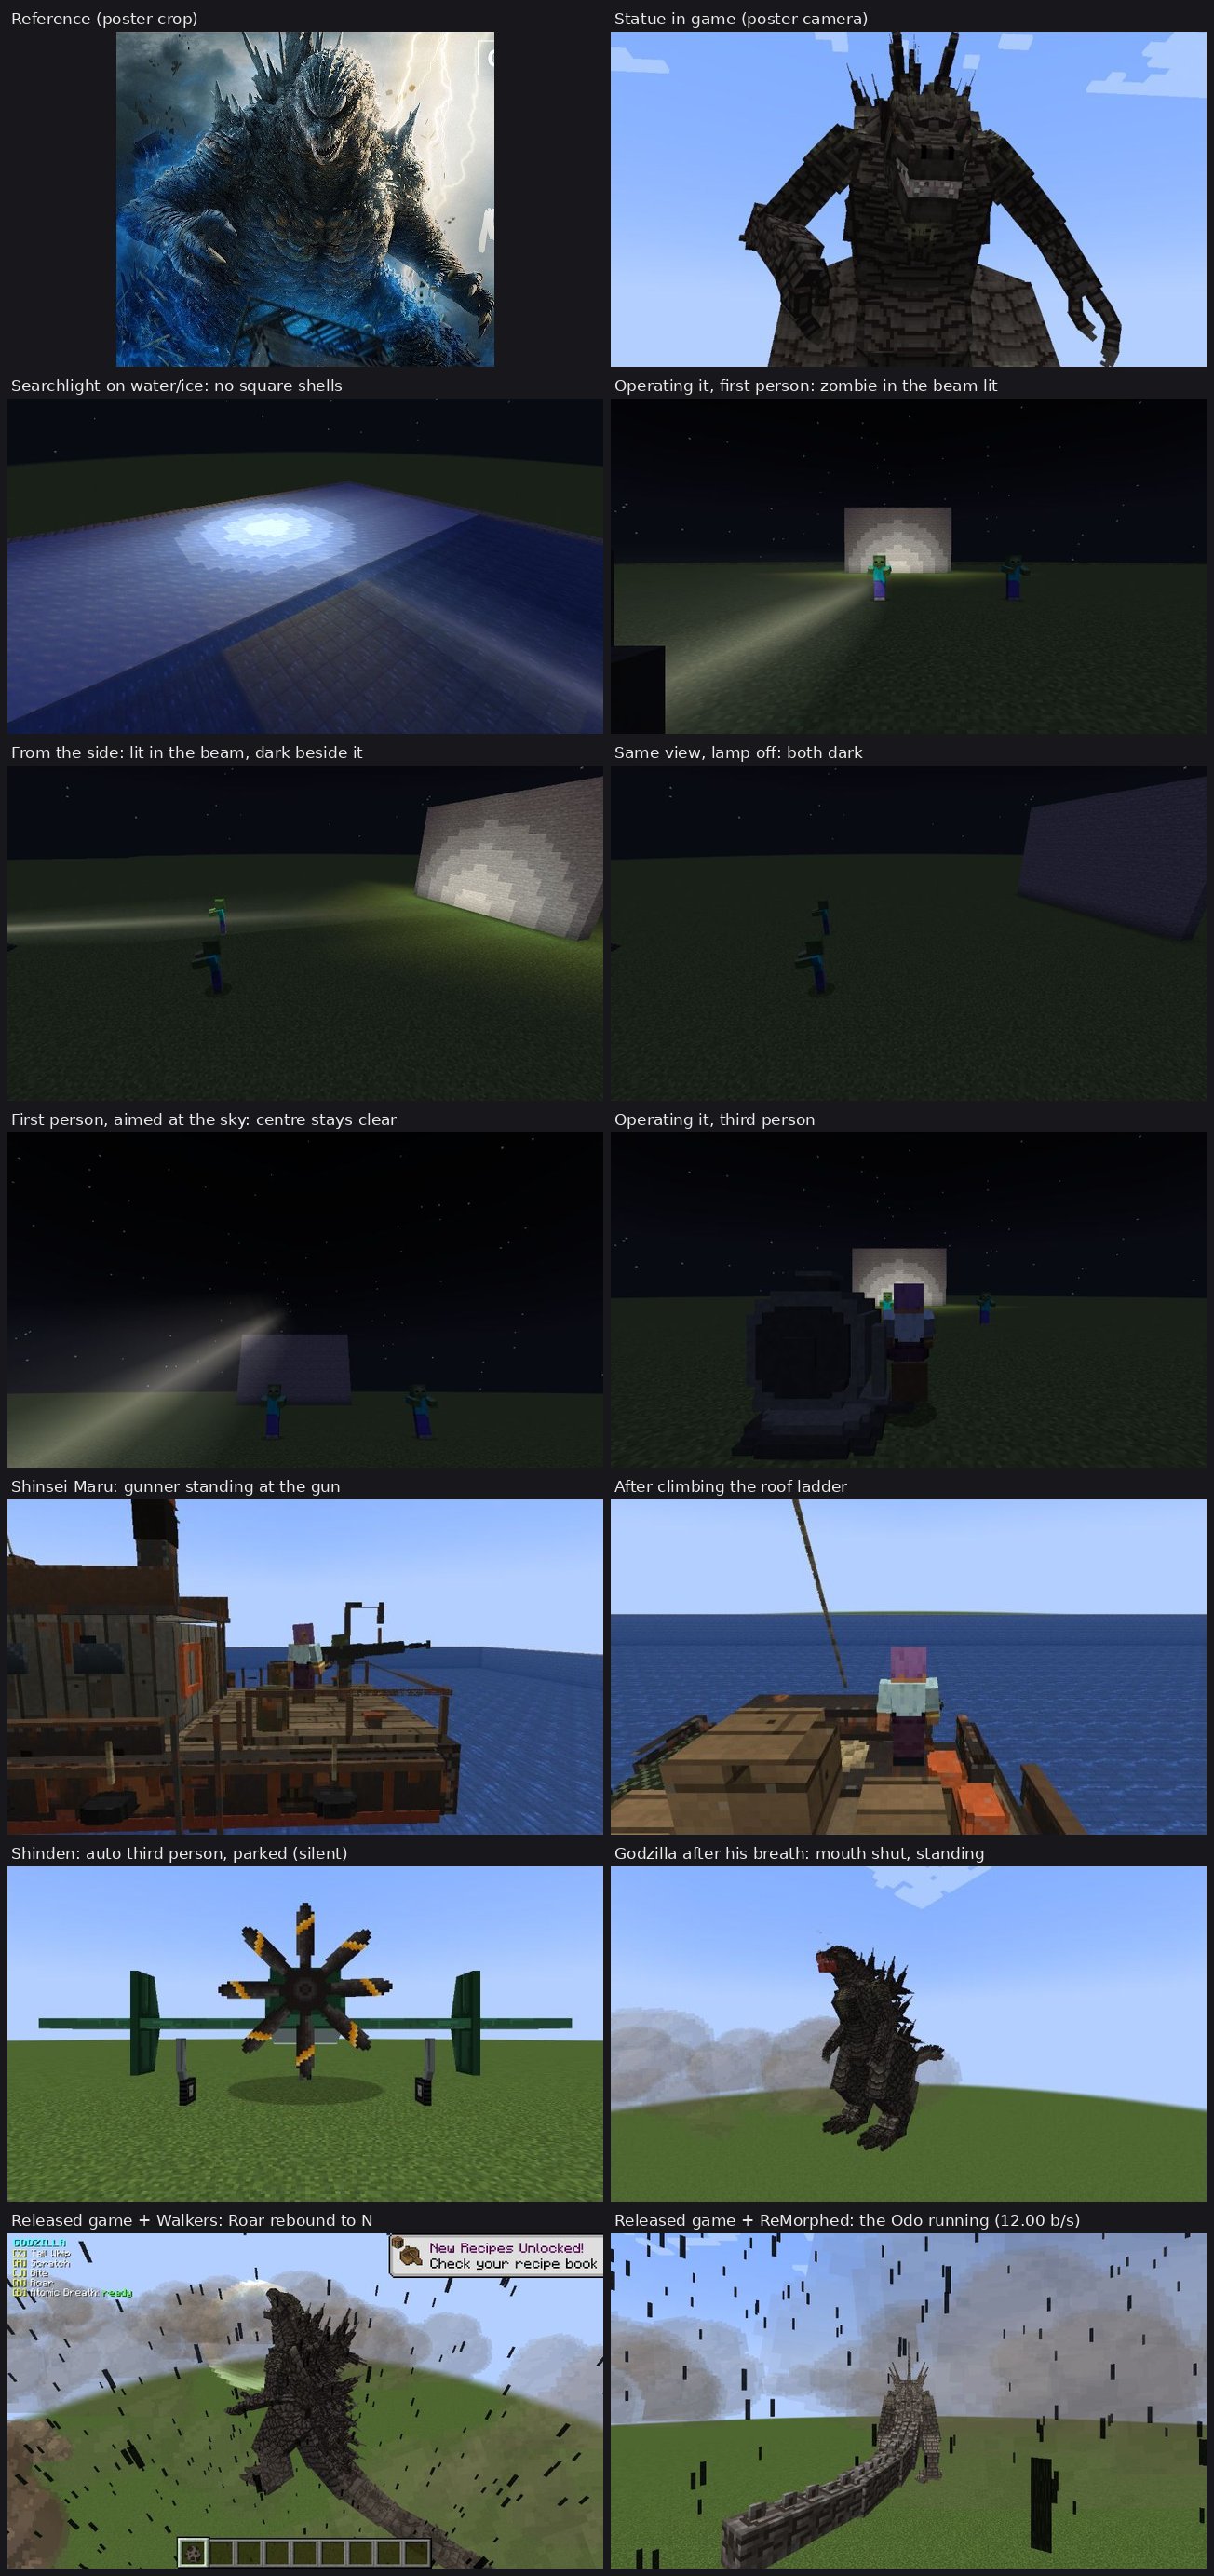 Reference (poster crop)
Statue in game (poster camera)
Searchlight on water/ice: no square shells
Operating it, first person: zombie in the beam lit
From the side: lit in the beam, dark beside it
Same view, lamp off: both dark
First person, aimed at the sky: centre stays clear
Operating it, third person
Shinsei Maru: gunner standing at the gun
After climbing the roof ladder
Shinden: auto third person, parked (silent)
Godzilla after his breath: mouth shut, standing
Released game + Walkers: Roar rebound to N
Released game + ReMorphed: the Odo running (12.00 b/s)
GODZILLA
[Z] Tail Whip
Scratch
Bite
[N] Roar
Atomic Breath: ready
New Recipes Unlocked!
Check your recipe book